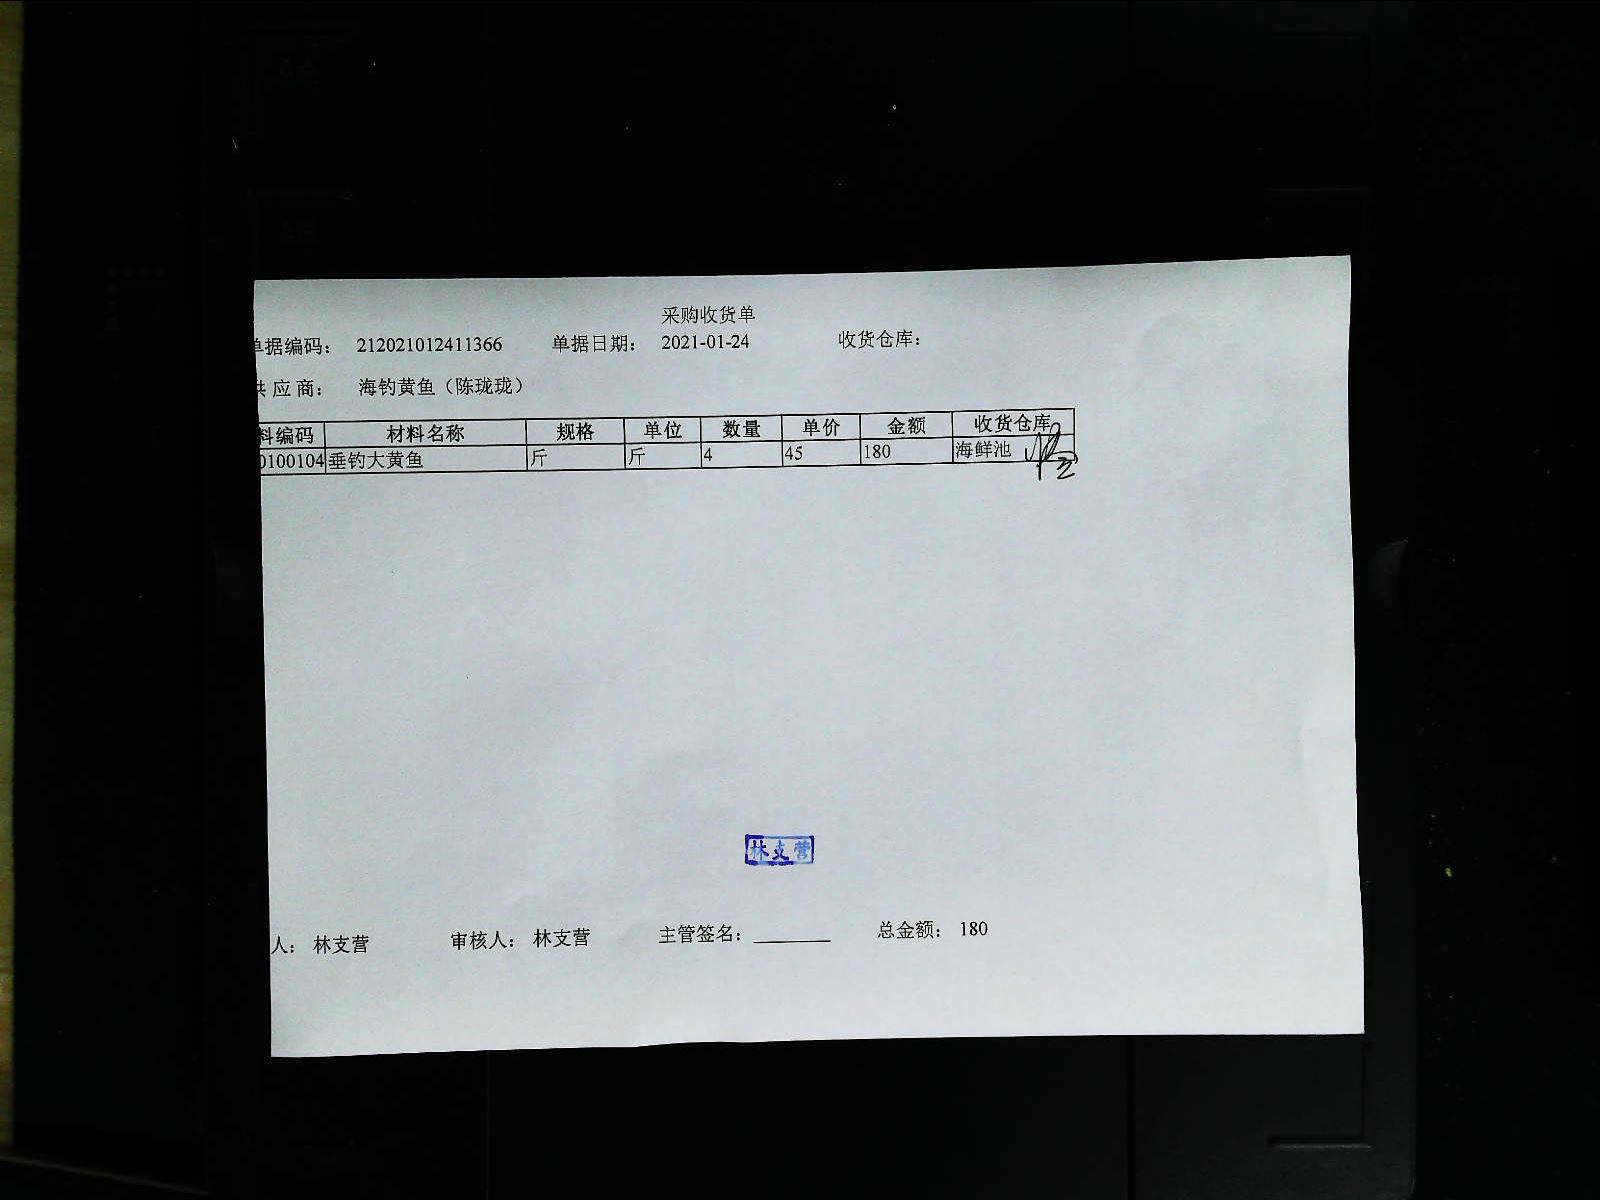 采购收货单
单据编码： 212021012411366 单据日期： 2021-01-24 收货仓库：
供 应 商： 海钓黄鱼（陈珑珑）
料编码 材料名称 规格 单位 数量 单价 金额 收货仓库
0100104 垂钓大黄鱼 斤 斤 4 45 180 海鲜池
林支营
人： 林支营 审核人： 林支营 主管签名： 总金额： 180